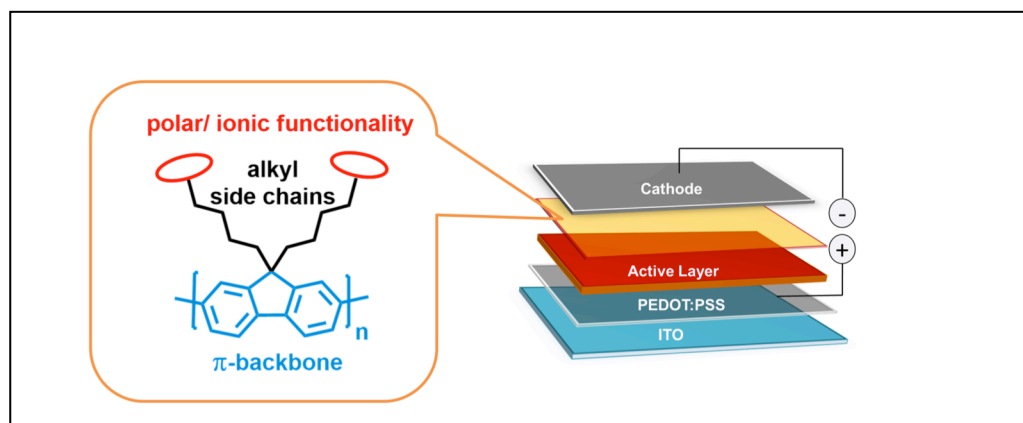 polar/ ionic functionality
alkyl
side chains
n
π-backbone
Cathode
-
+
Active Layer
PEDOT:PSS
ITO